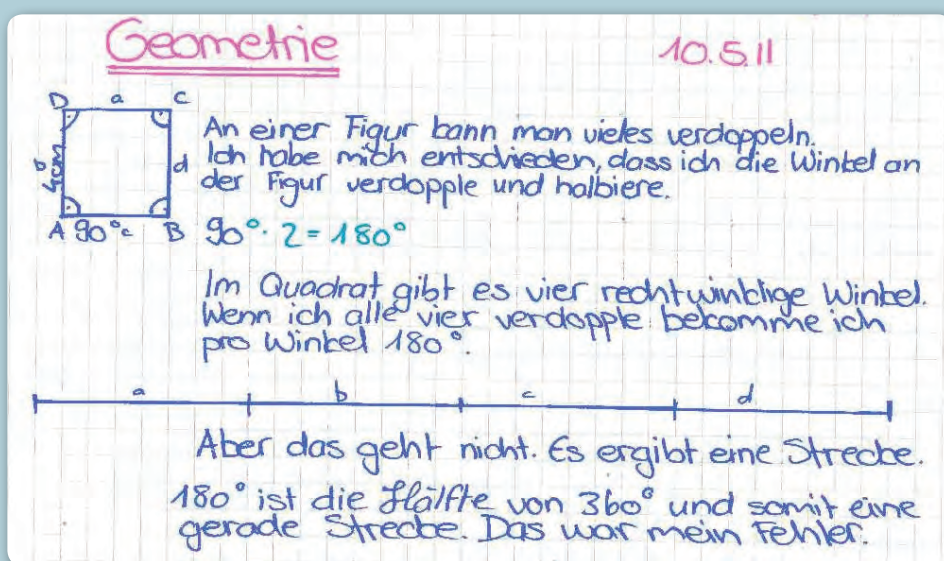 Geometrie 10.5.11
D a C
b 4cm d
A 90° c B
An einer Figur kann man vieles verdoppeln.
Ich habe mich entschieden, dass ich die Winkel an
der Figur verdopple und halbiere.
90° · 2 = 180°
Im Quadrat gibt es vier rechtwinklige Winkel.
Wenn ich alle vier verdopple bekomme ich
pro Winkel 180°.
a b c d
Aber das geht nicht. Es ergibt eine Strecke.
180° ist die Hälfte von 360° und somit eine
gerade Strecke. Das war mein Fehler.